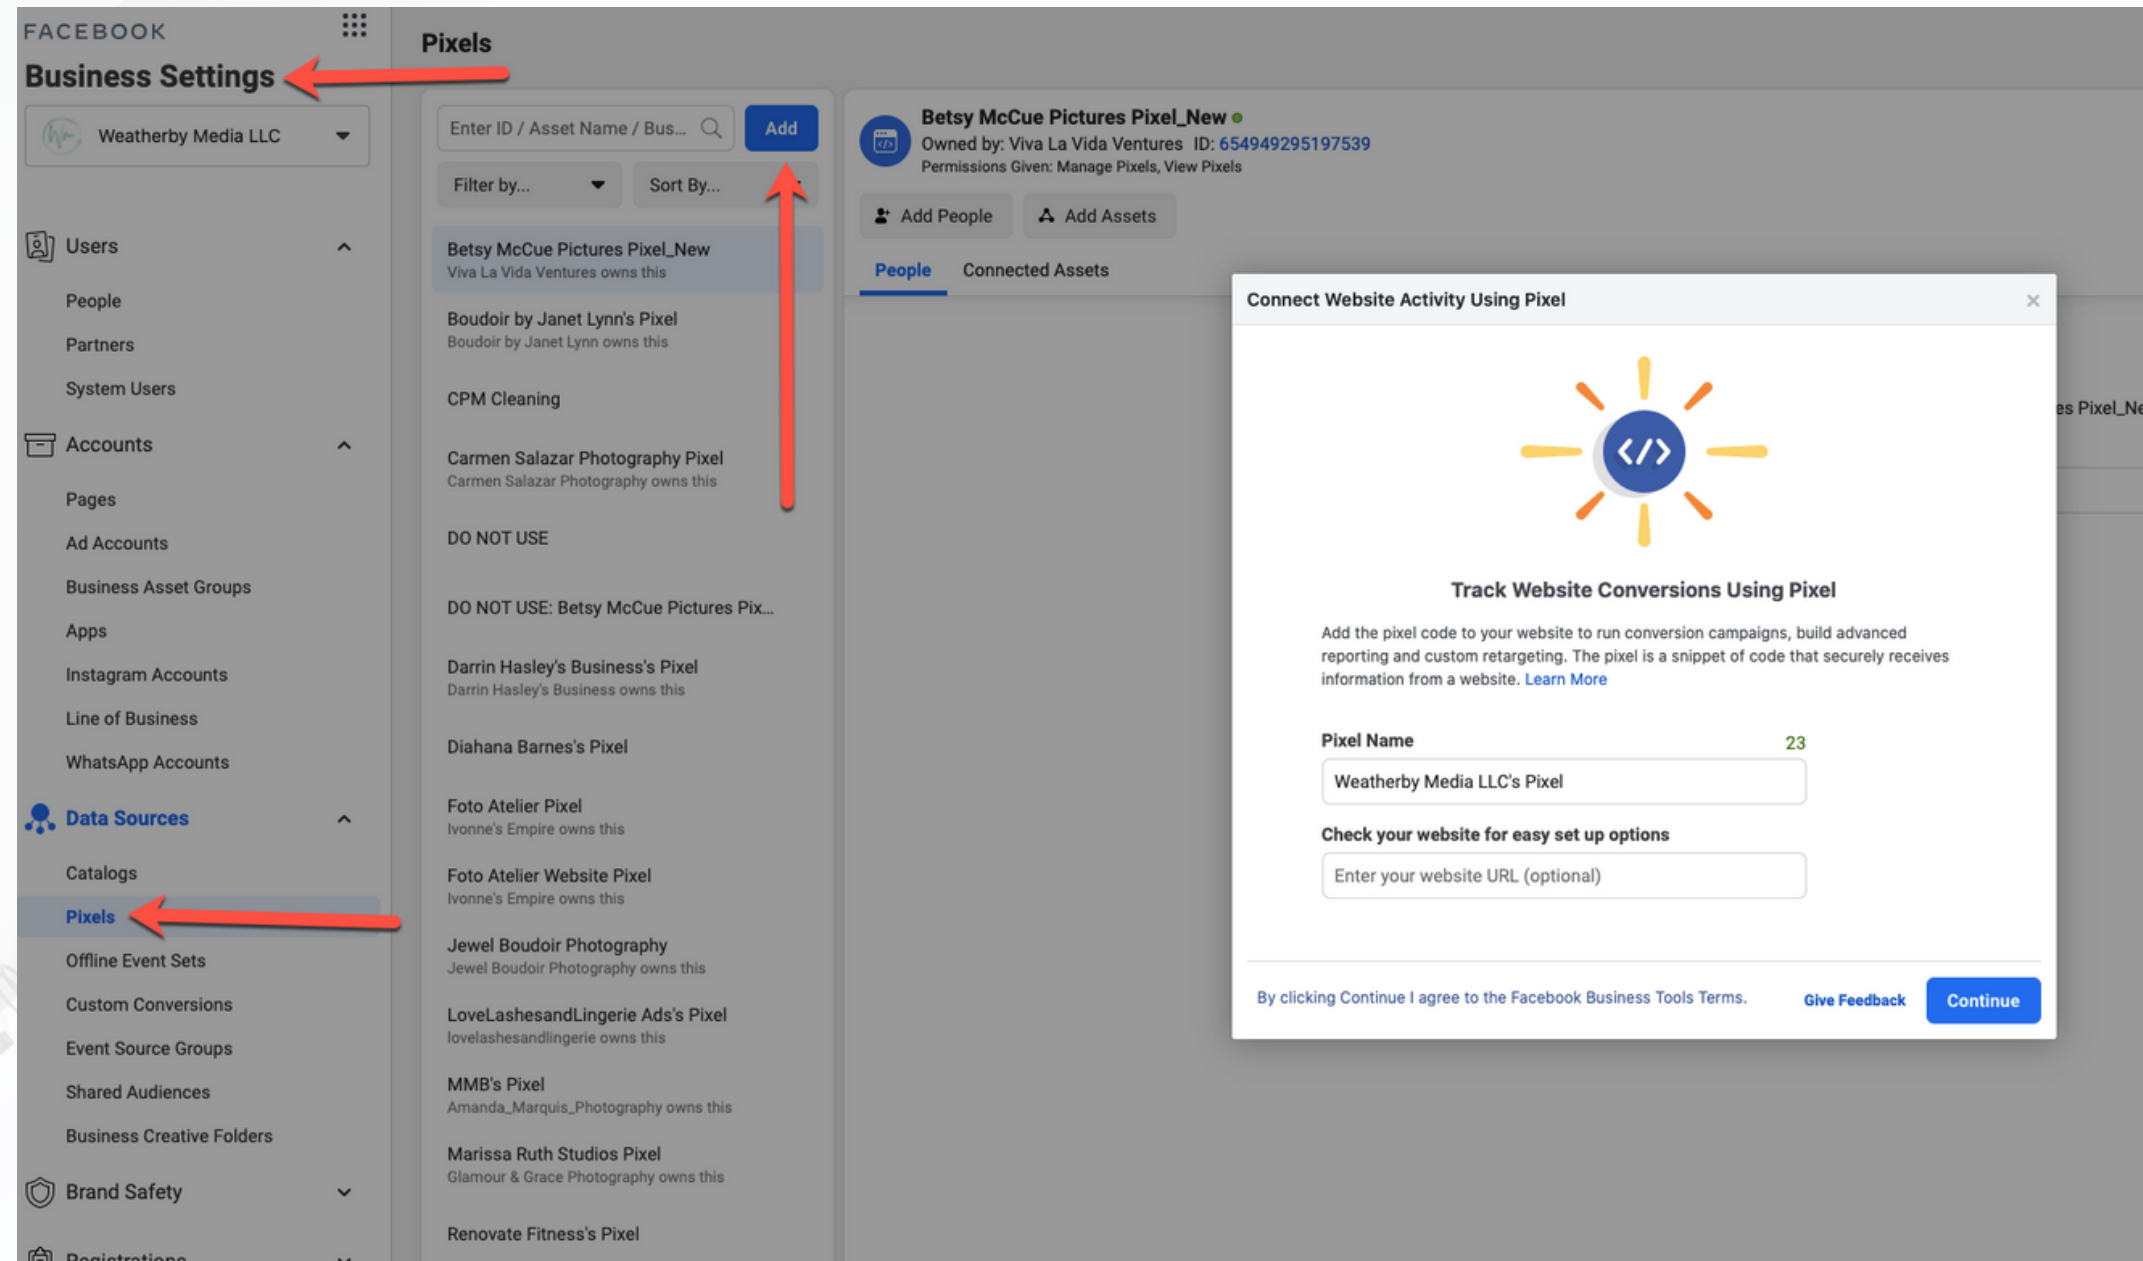 FACEBOOK
Business Settings
Weatherby Media LLC
Users
People
Partners
System Users
Accounts
Pages
Ad Accounts
Business Asset Groups
Apps
Instagram Accounts
Line of Business
WhatsApp Accounts
Data Sources
Catalogs
Pixels
Offline Event Sets
Custom Conversions
Event Source Groups
Shared Audiences
Business Creative Folders
Brand Safety
Registrations
Pixels
Enter ID / Asset Name / Bus...
Add
Filter by...
Sort By...
Betsy McCue Pictures Pixel_New
Viva La Vida Ventures owns this
Boudoir by Janet Lynn's Pixel
Boudoir by Janet Lynn owns this
CPM Cleaning
Carmen Salazar Photography Pixel
Carmen Salazar Photography owns this
DO NOT USE
DO NOT USE: Betsy McCue Pictures Pix...
Darrin Hasley's Business's Pixel
Darrin Hasley's Business owns this
Diahana Barnes's Pixel
Foto Atelier Pixel
Ivonne's Empire owns this
Foto Atelier Website Pixel
Ivonne's Empire owns this
Jewel Boudoir Photography
Jewel Boudoir Photography owns this
LoveLashesandLingerie Ads's Pixel
lovelashesandlingerie owns this
MMB's Pixel
Amanda_Marquis_Photography owns this
Marissa Ruth Studios Pixel
Glamour & Grace Photography owns this
Renovate Fitness's Pixel
Betsy McCue Pictures Pixel_New
Owned by: Viva La Vida Ventures ID: 654949295197539
Permissions Given: Manage Pixels, View Pixels
Add People
Add Assets
People
Connected Assets
es Pixel_Ne
Connect Website Activity Using Pixel
</>
Track Website Conversions Using Pixel
Add the pixel code to your website to run conversion campaigns, build advanced
reporting and custom retargeting. The pixel is a snippet of code that securely receives
information from a website. Learn More
Pixel Name
23
Weatherby Media LLC's Pixel
Check your website for easy set up options
Enter your website URL (optional)
By clicking Continue I agree to the Facebook Business Tools Terms.
Give Feedback
Continue